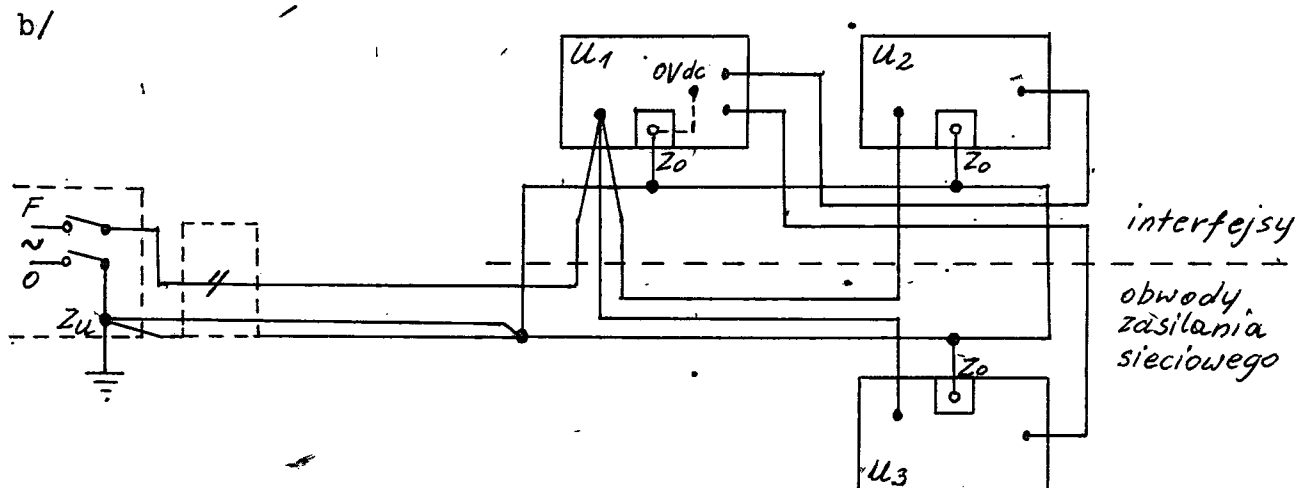 b/
U1
0Vdc
Zo
U2
Zo
F
~
0
Zu
interfejsy
obwody
zasilania
sieciowego
Zo
U3